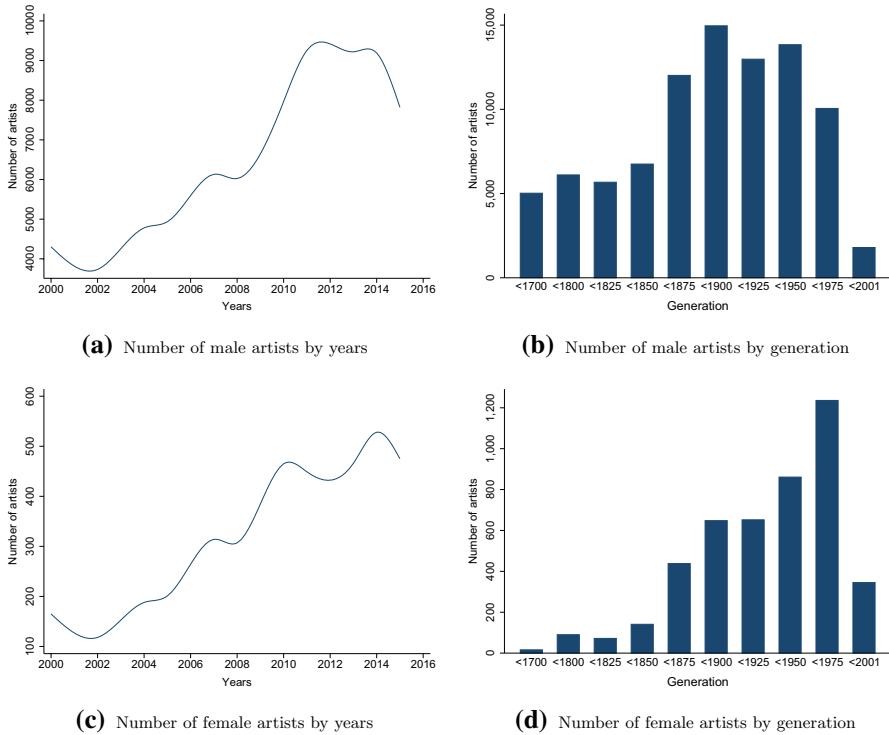 Number of artists
10000
9000
8000
7000
6000
5000
4000
2000 2002 2004 2006 2008 2010 2012 2014 2016
Years
(a) Number of male artists by years
Number of artists
15,000
10,000
5,000
0
<1700 <1800 <1825 <1850 <1875 <1900 <1925 <1950 <1975 <2001
Generation
(b) Number of male artists by generation
Number of artists
600
500
400
300
200
100
2000 2002 2004 2006 2008 2010 2012 2014 2016
Years
(c) Number of female artists by years
Number of artists
1,200
1,000
800
600
400
200
0
<1700 <1800 <1825 <1850 <1875 <1900 <1925 <1950 <1975 <2001
Generation
(d) Number of female artists by generation